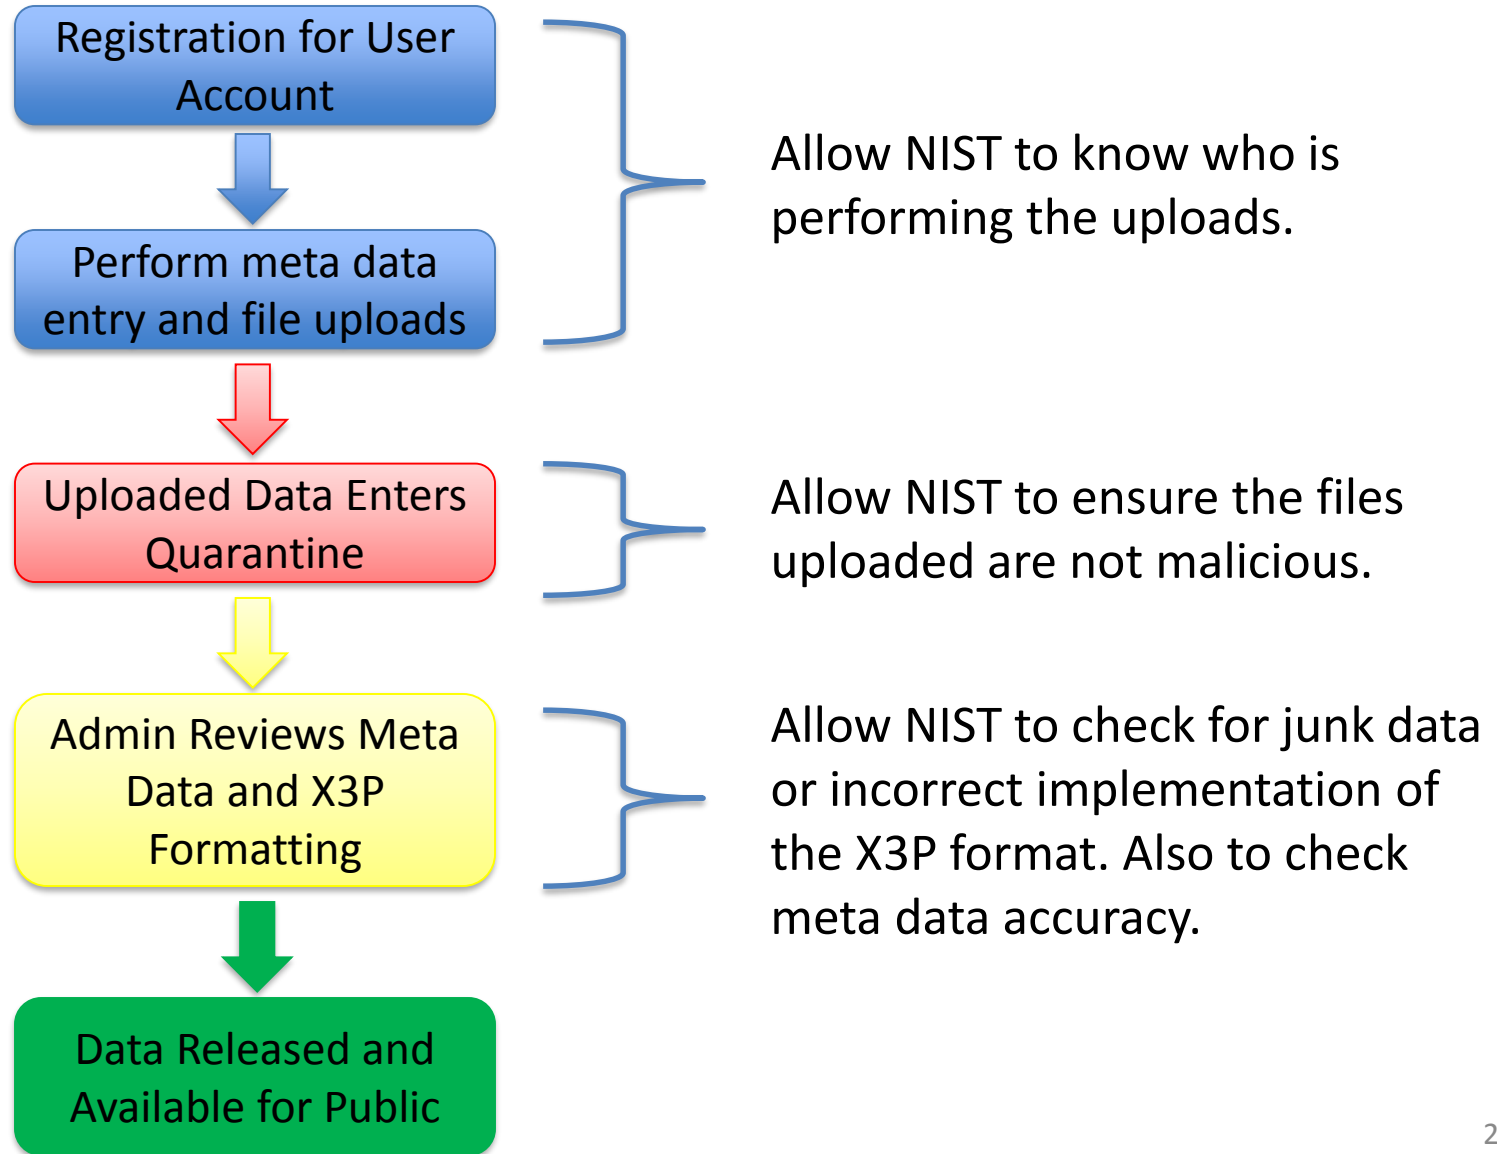 Registration for User
Account
Allow NIST to know who is
performing the uploads.
Perform meta data
entry and file uploads
Uploaded Data Enters
Quarantine
Allow NIST to ensure the files
uploaded are not malicious.
Admin Reviews Meta
Data and X3P
Formatting
Allow NIST to check for junk data
or incorrect implementation of
the X3P format. Also to check
meta data accuracy.
Data Released and
Available for Public
2